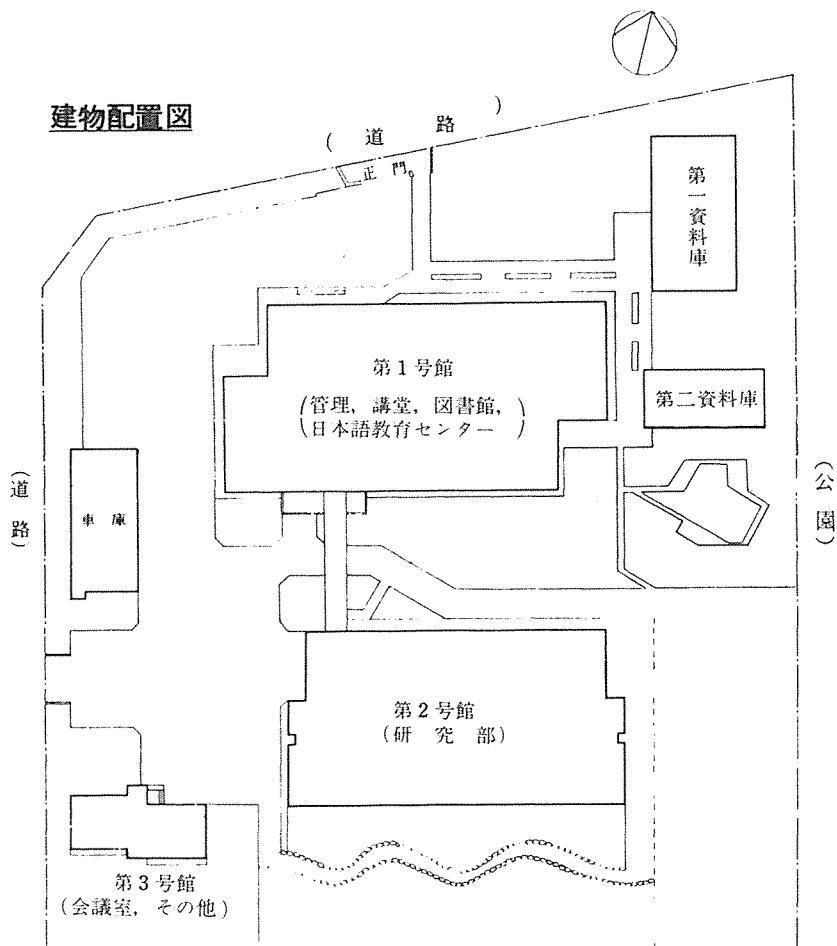 建物配置図
(道路)
正門
第一資料庫
第1号館
(管理，講堂，図書館，
日本語教育センター)
第二資料庫
(道路)
車庫
(公園)
第2号館
(研究部)
第3号館
(会議室，その他)